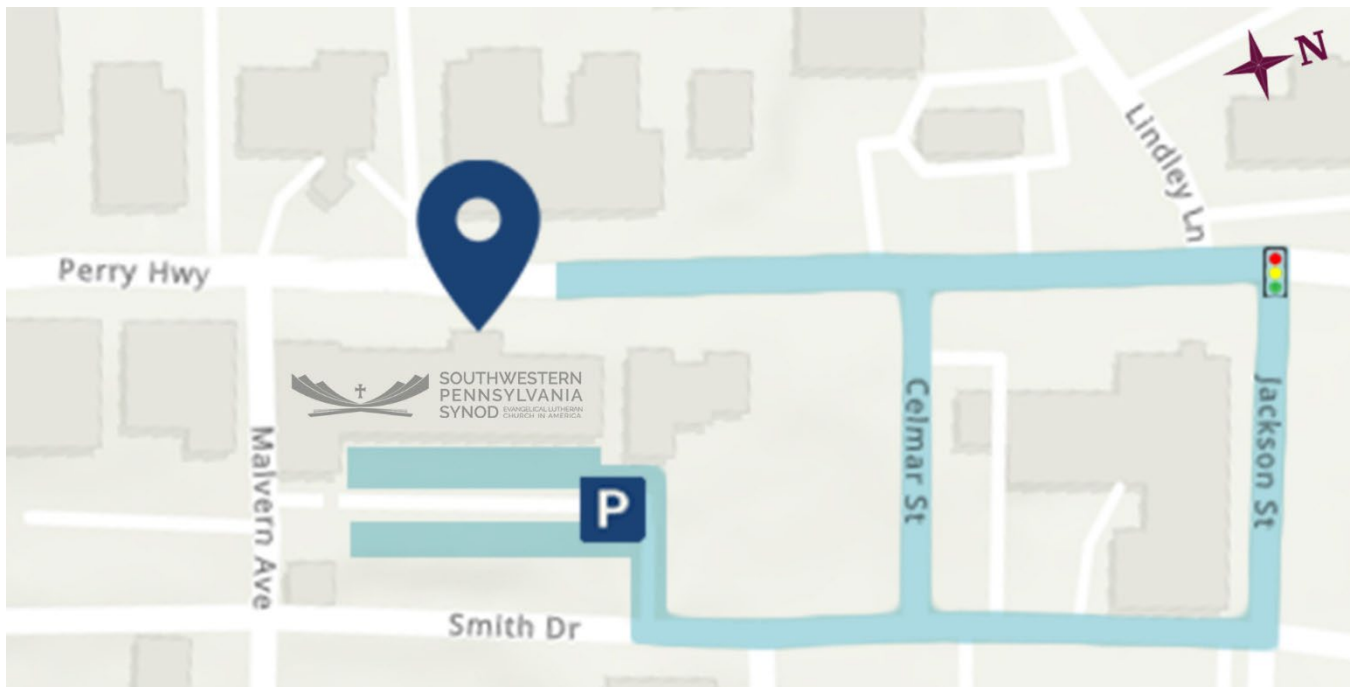 N
Lindley Ln
Perry Hwy
SOUTHWESTERN
PENNSYLVANIA
SYNOD EVANGELICAL LUTHERAN
CHURCH IN AMERICA
Malvern Ave
Celmar St
Jackson St
P
Smith Dr